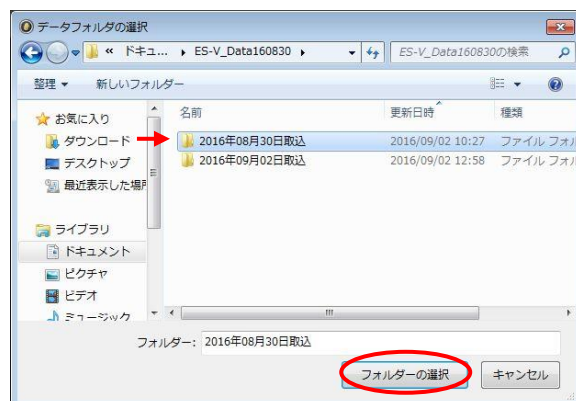 データフォルダの選択
« ドキュ... ▸ ES-V_Data160830 ▸
ES-V_Data160830の検索
整理 ▼ 新しいフォルダー
お気に入り
ダウンロード
デスクトップ
最近表示した場所
ライブラリ
ドキュメント
ピクチャ
ビデオ
ミュージック
名前 更新日時 種類
2016年08月30日取込 2016/09/02 10:27 ファイル フォル
2016年09月02日取込 2016/09/02 12:58 ファイル フォル
フォルダー: 2016年08月30日取込
フォルダーの選択 キャンセル